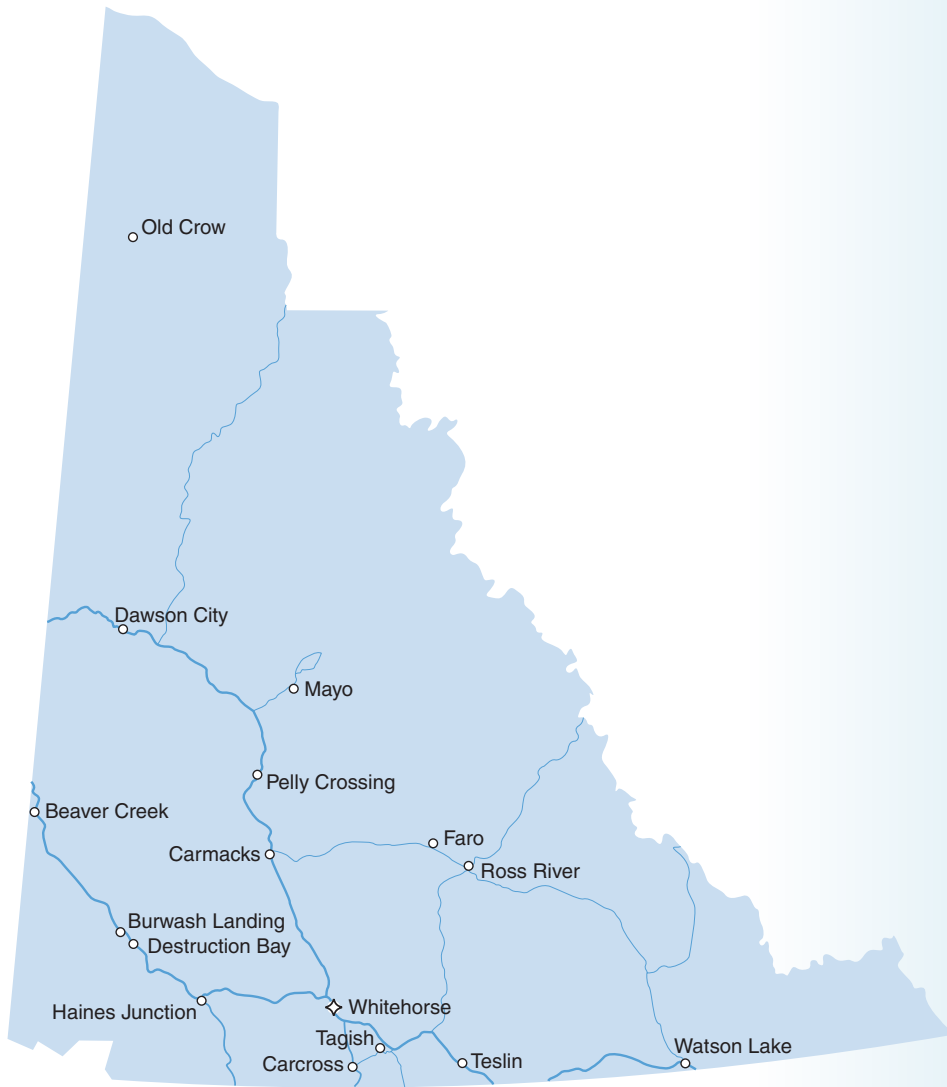 Old Crow
Dawson City
Mayo
Pelly Crossing
Beaver Creek
Faro
Carmacks
Ross River
Burwash Landing
Destruction Bay
Haines Junction
Whitehorse
Tagish
Watson Lake
Carcross
Teslin